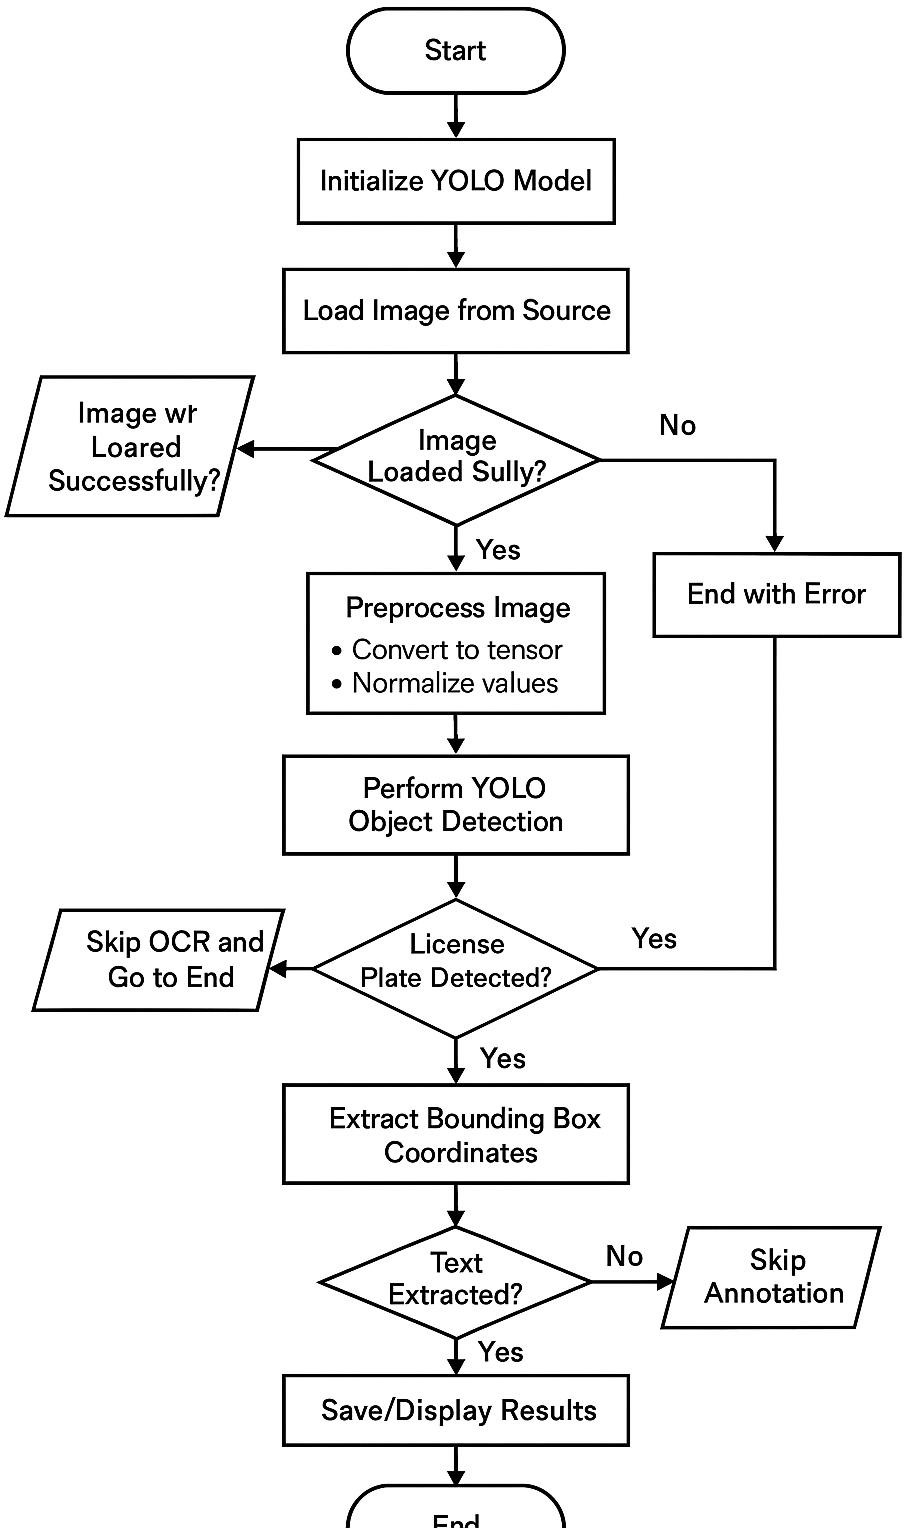 Start
Initialize YOLO Model
Load Image from Source
Image wr
Loared
Successfully?
Image
Loaded Sully?
No
Yes
End with Error
Preprocess Image
• Convert to tensor
• Normalize values
Perform YOLO
Object Detection
Skip OCR and
Go to End
License
Plate Detected?
Yes
Yes
Extract Bounding Box
Coordinates
Text
Extracted?
No
Skip
Annotation
Yes
Save/Display Results
End